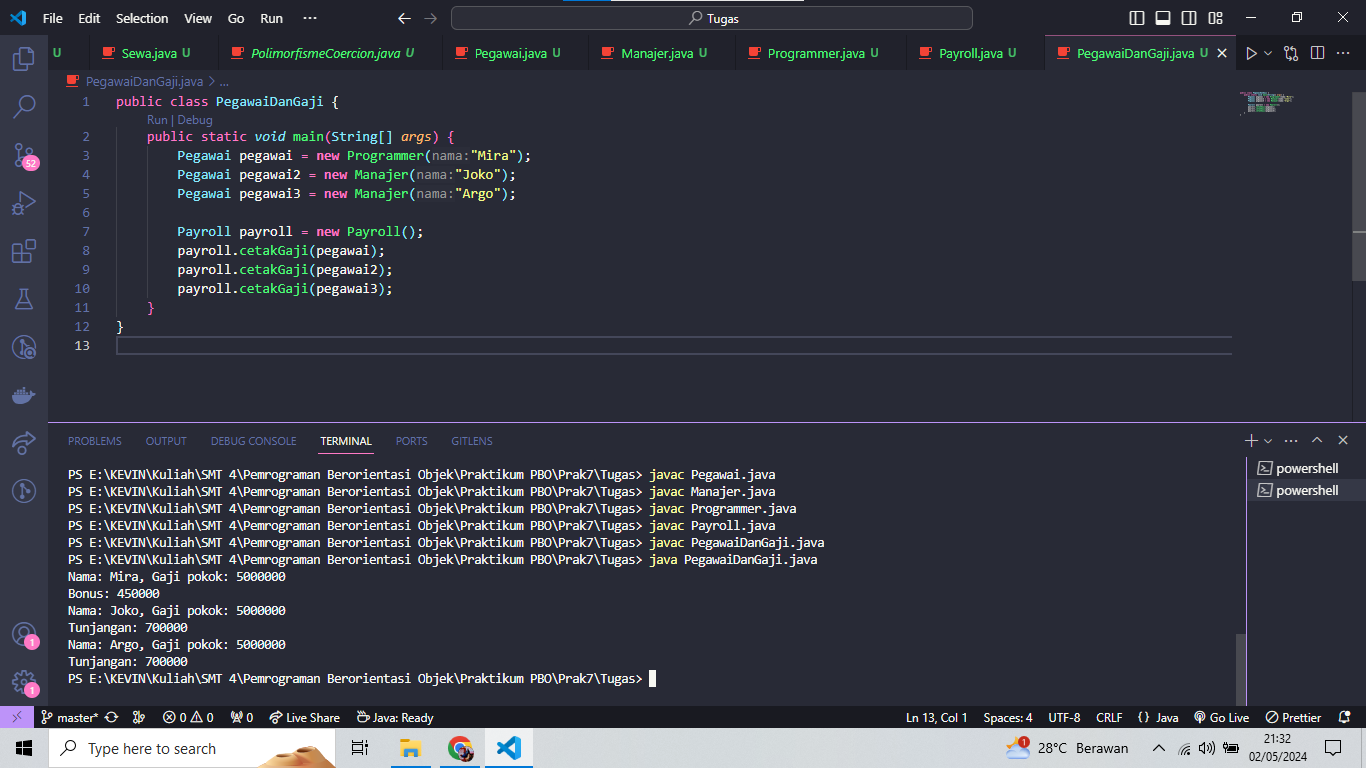 File Edit Selection View Go Run ··· Tugas
U Sewa.java U PolimorfismeCoercion.java U Pegawai.java U Manajer.java U Programmer.java U Payroll.java U PegawaiDanGaji.java U
PegawaiDanGaji.java > ...
1 public class PegawaiDanGaji {
Run | Debug
2 public static void main(String[] args) {
3 Pegawai pegawai = new Programmer(nama:"Mira");
4 Pegawai pegawai2 = new Manajer(nama:"Joko");
5 Pegawai pegawai3 = new Manajer(nama:"Argo");
6
7 Payroll payroll = new Payroll();
8 payroll.cetakGaji(pegawai);
9 payroll.cetakGaji(pegawai2);
10 payroll.cetakGaji(pegawai3);
11 }
12 }
13
52
PROBLEMS OUTPUT DEBUG CONSOLE TERMINAL PORTS GITLENS
powershell
powershell
PS E:\KEVIN\Kuliah\SMT 4\Pemrograman Berorientasi Objek\Praktikum PBO\Prak7\Tugas> javac Pegawai.java
PS E:\KEVIN\Kuliah\SMT 4\Pemrograman Berorientasi Objek\Praktikum PBO\Prak7\Tugas> javac Manajer.java
PS E:\KEVIN\Kuliah\SMT 4\Pemrograman Berorientasi Objek\Praktikum PBO\Prak7\Tugas> javac Programmer.java
PS E:\KEVIN\Kuliah\SMT 4\Pemrograman Berorientasi Objek\Praktikum PBO\Prak7\Tugas> javac Payroll.java
PS E:\KEVIN\Kuliah\SMT 4\Pemrograman Berorientasi Objek\Praktikum PBO\Prak7\Tugas> javac PegawaiDanGaji.java
PS E:\KEVIN\Kuliah\SMT 4\Pemrograman Berorientasi Objek\Praktikum PBO\Prak7\Tugas> java PegawaiDanGaji.java
Nama: Mira, Gaji pokok: 5000000
Bonus: 450000
Nama: Joko, Gaji pokok: 5000000
Tunjangan: 700000
Nama: Argo, Gaji pokok: 5000000
Tunjangan: 700000
PS E:\KEVIN\Kuliah\SMT 4\Pemrograman Berorientasi Objek\Praktikum PBO\Prak7\Tugas>
1
1
master* 0 0 0 Live Share Java: Ready Ln 13, Col 1 Spaces: 4 UTF-8 CRLF {} Java Go Live Prettier
Type here to search 1 28°C Berawan 21:32
02/05/2024